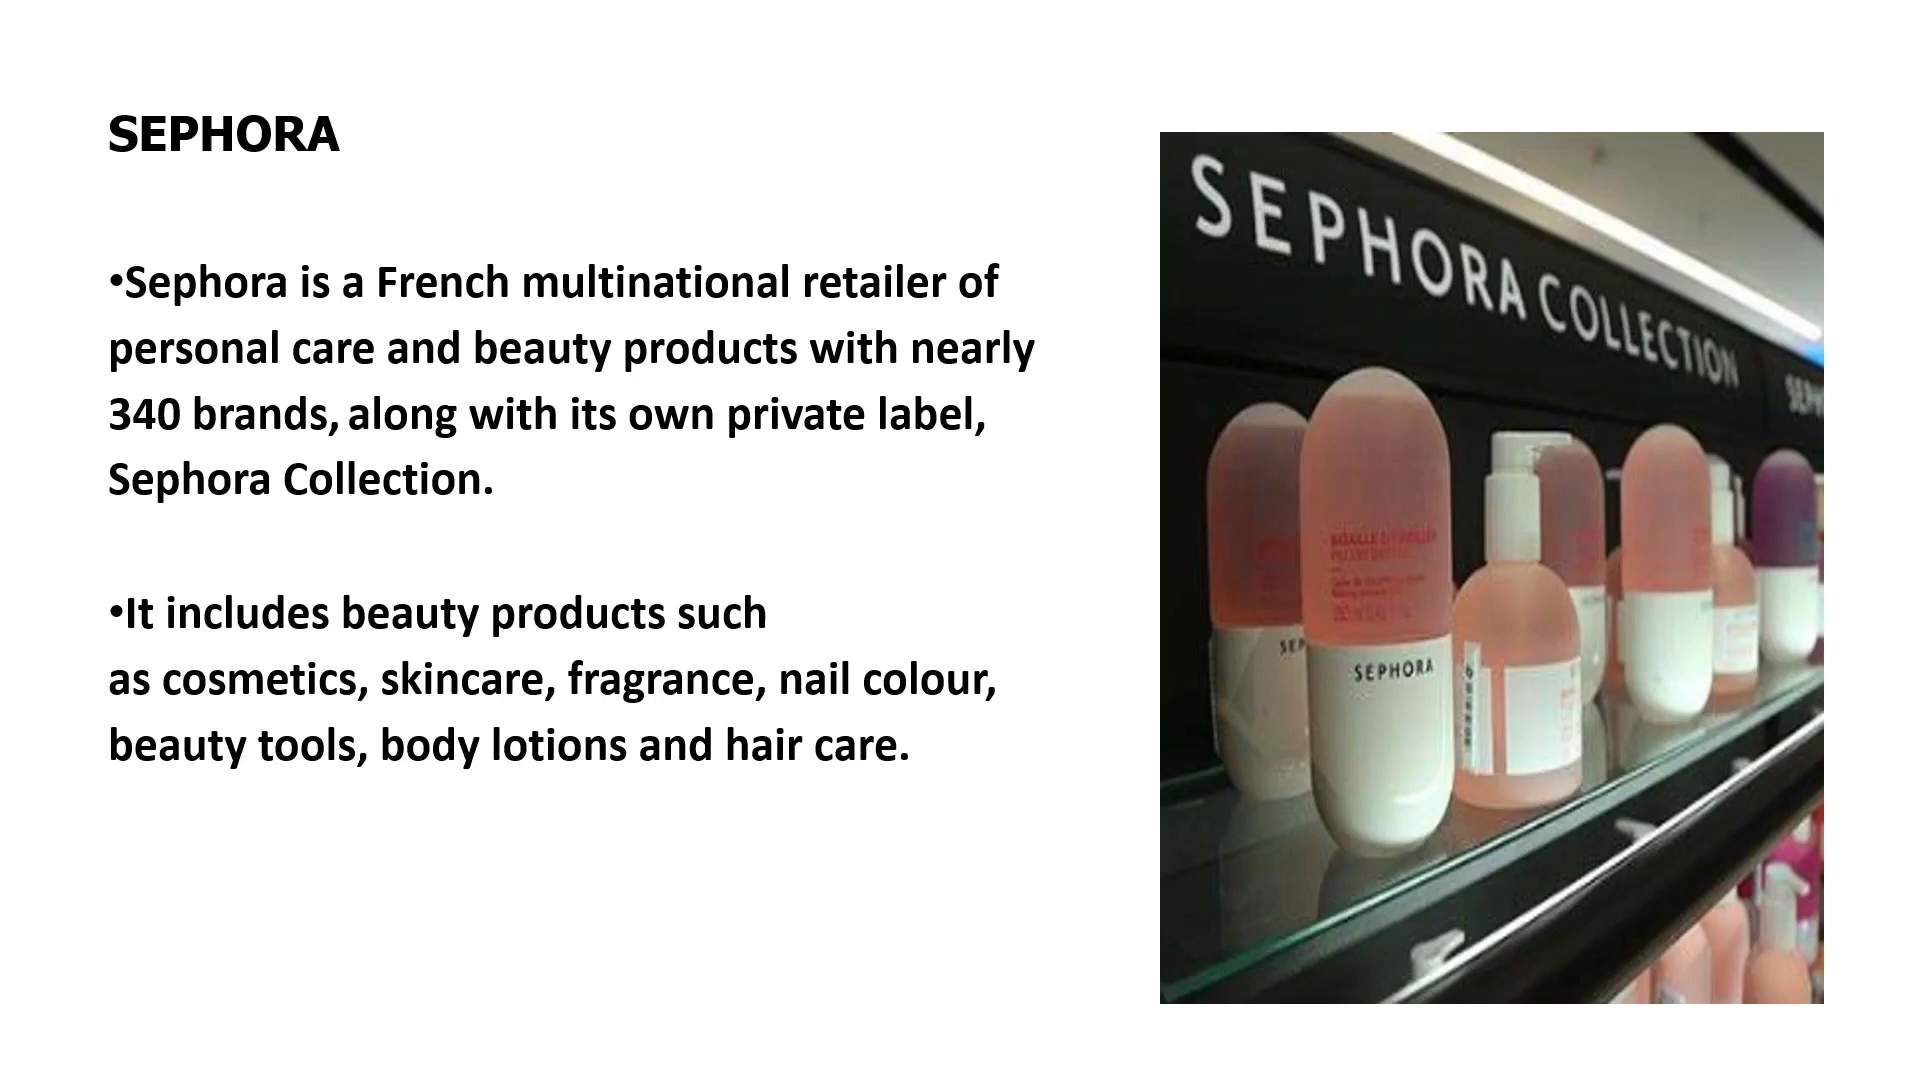 SEPHORA
•Sephora is a French multinational retailer of
personal care and beauty products with nearly
340 brands, along with its own private label,
Sephora Collection.
•It includes beauty products such
as cosmetics, skincare, fragrance, nail colour,
beauty tools, body lotions and hair care.
SEPHORA COLLECTION
SEPHORA